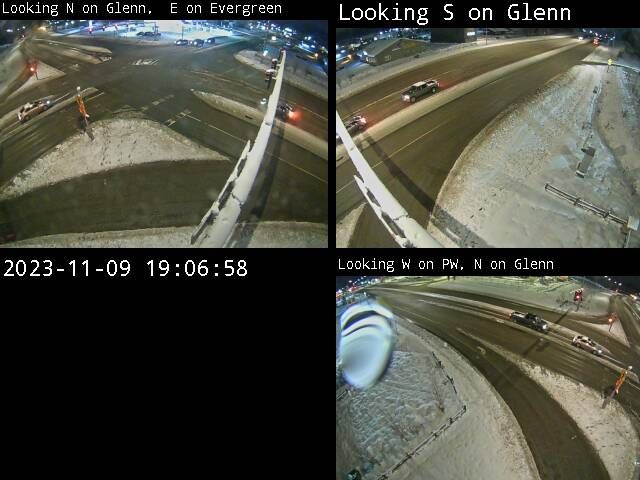 Looking N on Glenn,  E on Evergreen
Looking S on Glenn
2023-11-09 19:06:58
Looking W on PW, N on Glenn